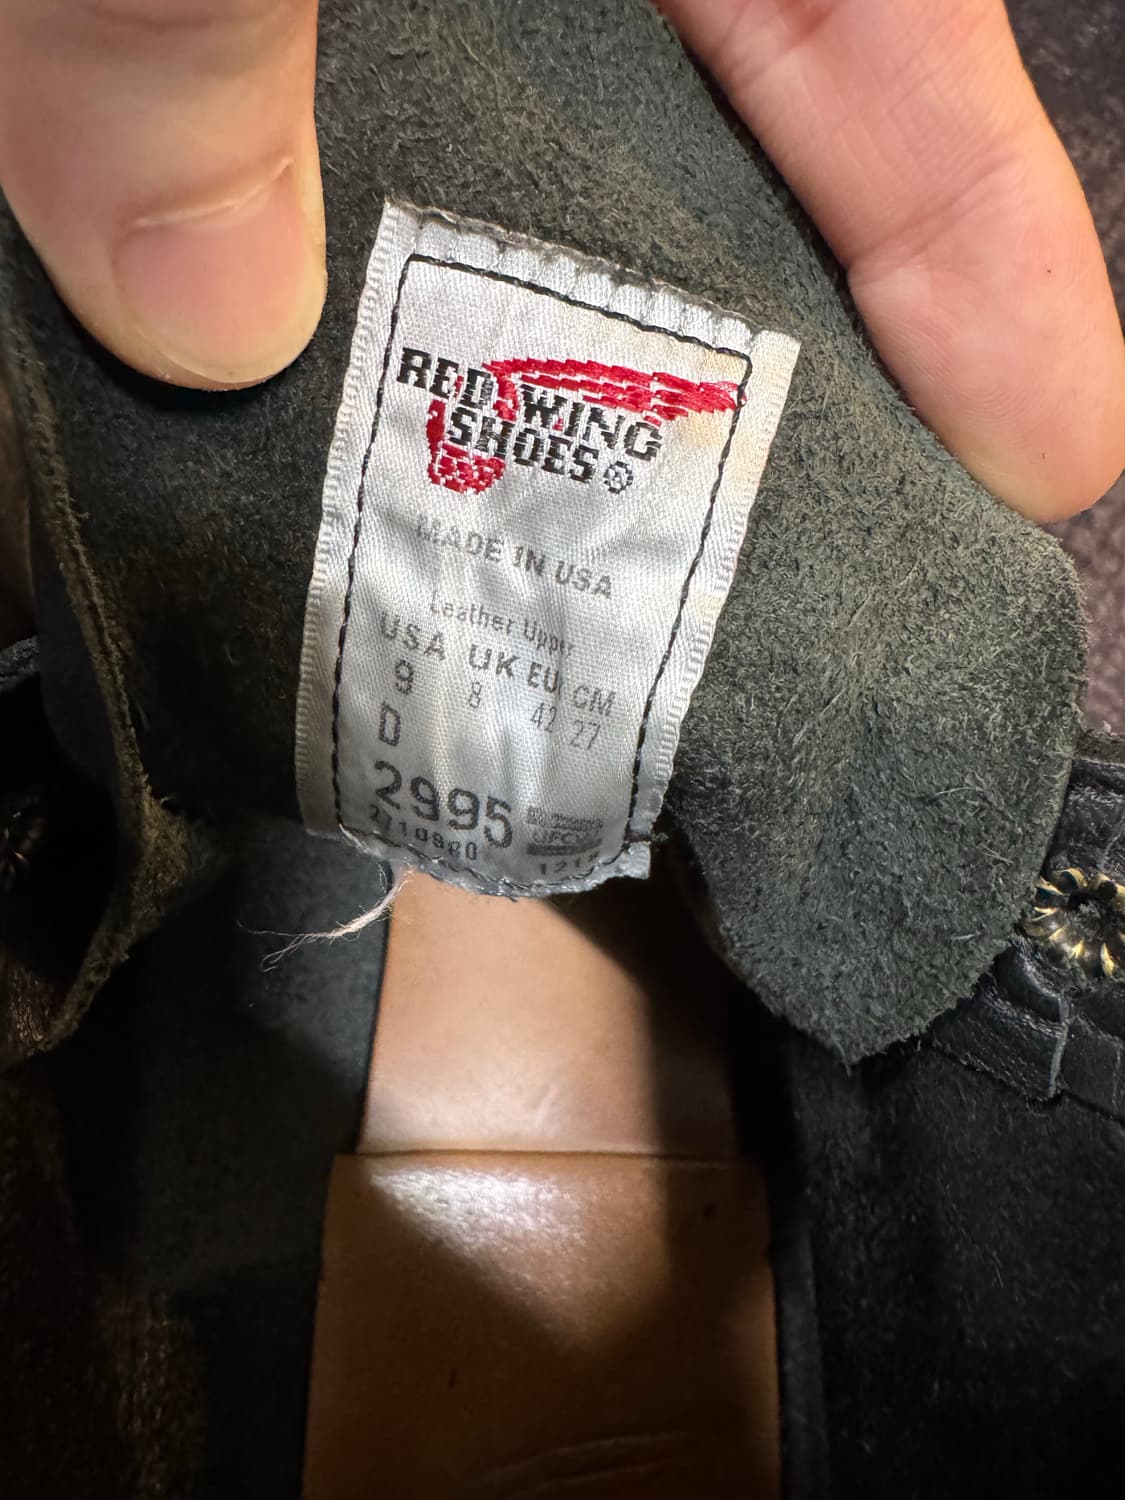 RED WING
SHOES®
MADE IN USA
Leather Upper
USA UK EU CM
9 8 42 27
D
2995